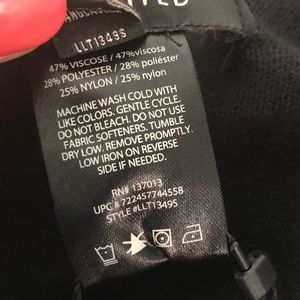 LLT1349S
47% VISCOSE / 47%viscosa
28% POLYESTER / 28% poliéster
25% NYLON / 25% nylon
MACHINE WASH COLD WITH
LIKE COLORS. GENTLE CYCLE.
DO NOT BLEACH. DO NOT USE
FABRIC SOFTENERS. TUMBLE
DRY LOW. REMOVE PROMPTLY.
LOW IRON ON REVERSE
SIDE IF NEEDED.
RN# 137013
UPC # 722457744558
STYLE#LLT1349S